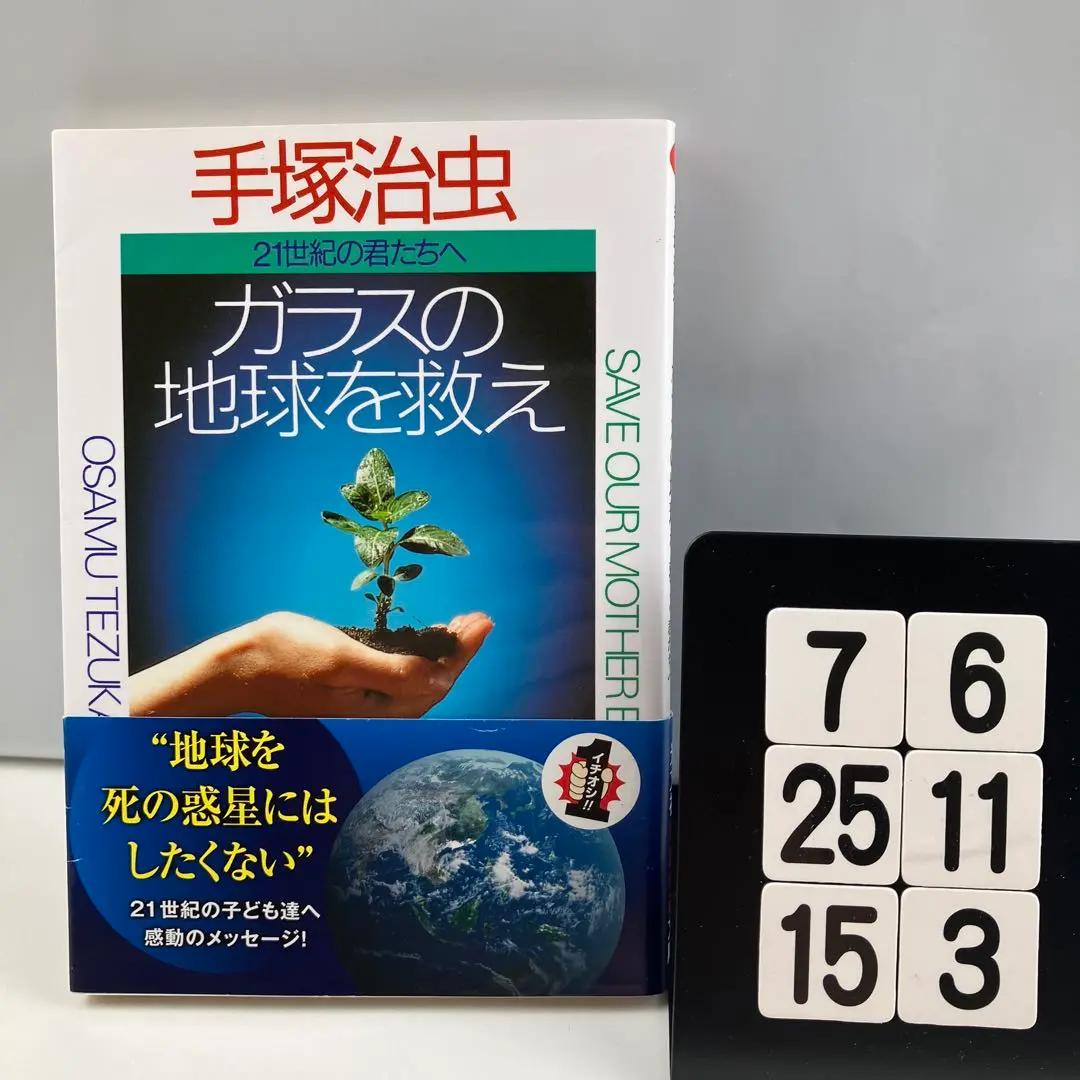 手塚治虫
21世紀の君たちへ
ガラスの
地球を救え
OSAMU TEZUKA
SAVE OUR MOTHER
“地球を
死の惑星には
したくない”
21世紀の子ども達へ
感動のメッセージ!
1
イチオシ!!
7 6
25 11
15 3